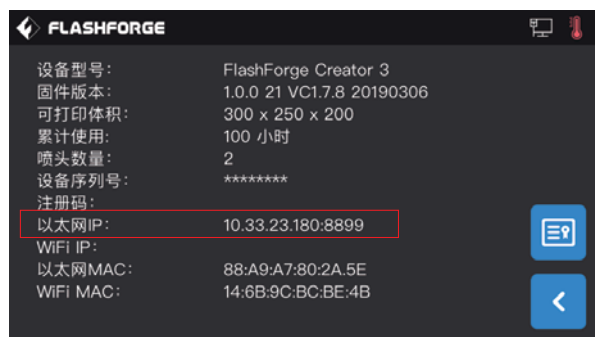 FLASHFORGE
设备型号: FlashForge Creator 3
固件版本: 1.0.0 21 VC1.7.8 20190306
可打印体积: 300 x 250 x 200
累计使用: 100 小时
喷头数量: 2
设备序列号: ********
注册码:
以太网IP: 10.33.23.180:8899
WiFi IP:
以太网MAC: 88:A9:A7:80:2A:5E
WiFi MAC: 14:6B:9C:BC:BE:4B